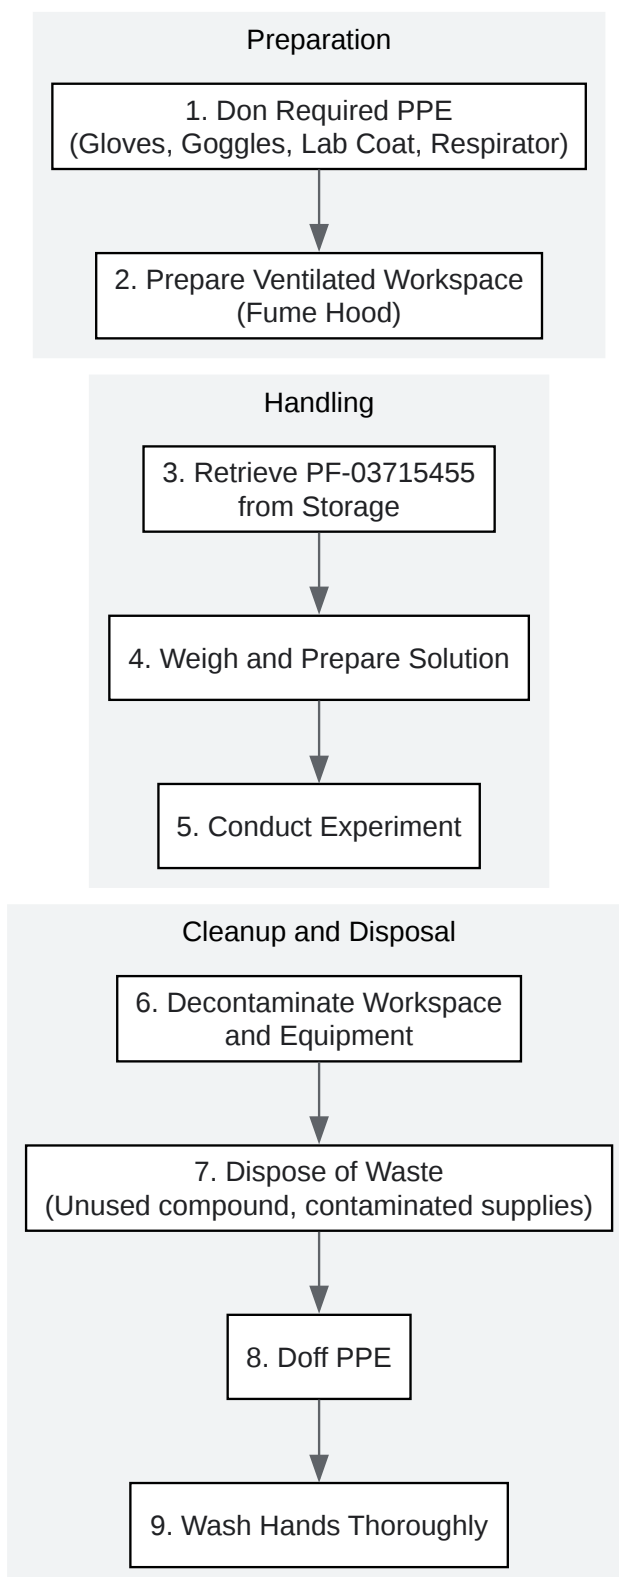 Preparation
1. Don Required PPE
(Gloves, Goggles, Lab Coat, Respirator)
2. Prepare Ventilated Workspace
(Fume Hood)
Handling
3. Retrieve PF-03715455
from Storage
4. Weigh and Prepare Solution
5. Conduct Experiment
Cleanup and Disposal
6. Decontaminate Workspace
and Equipment
7. Dispose of Waste
(Unused compound, contaminated supplies)
8. Doff PPE
9. Wash Hands Thoroughly